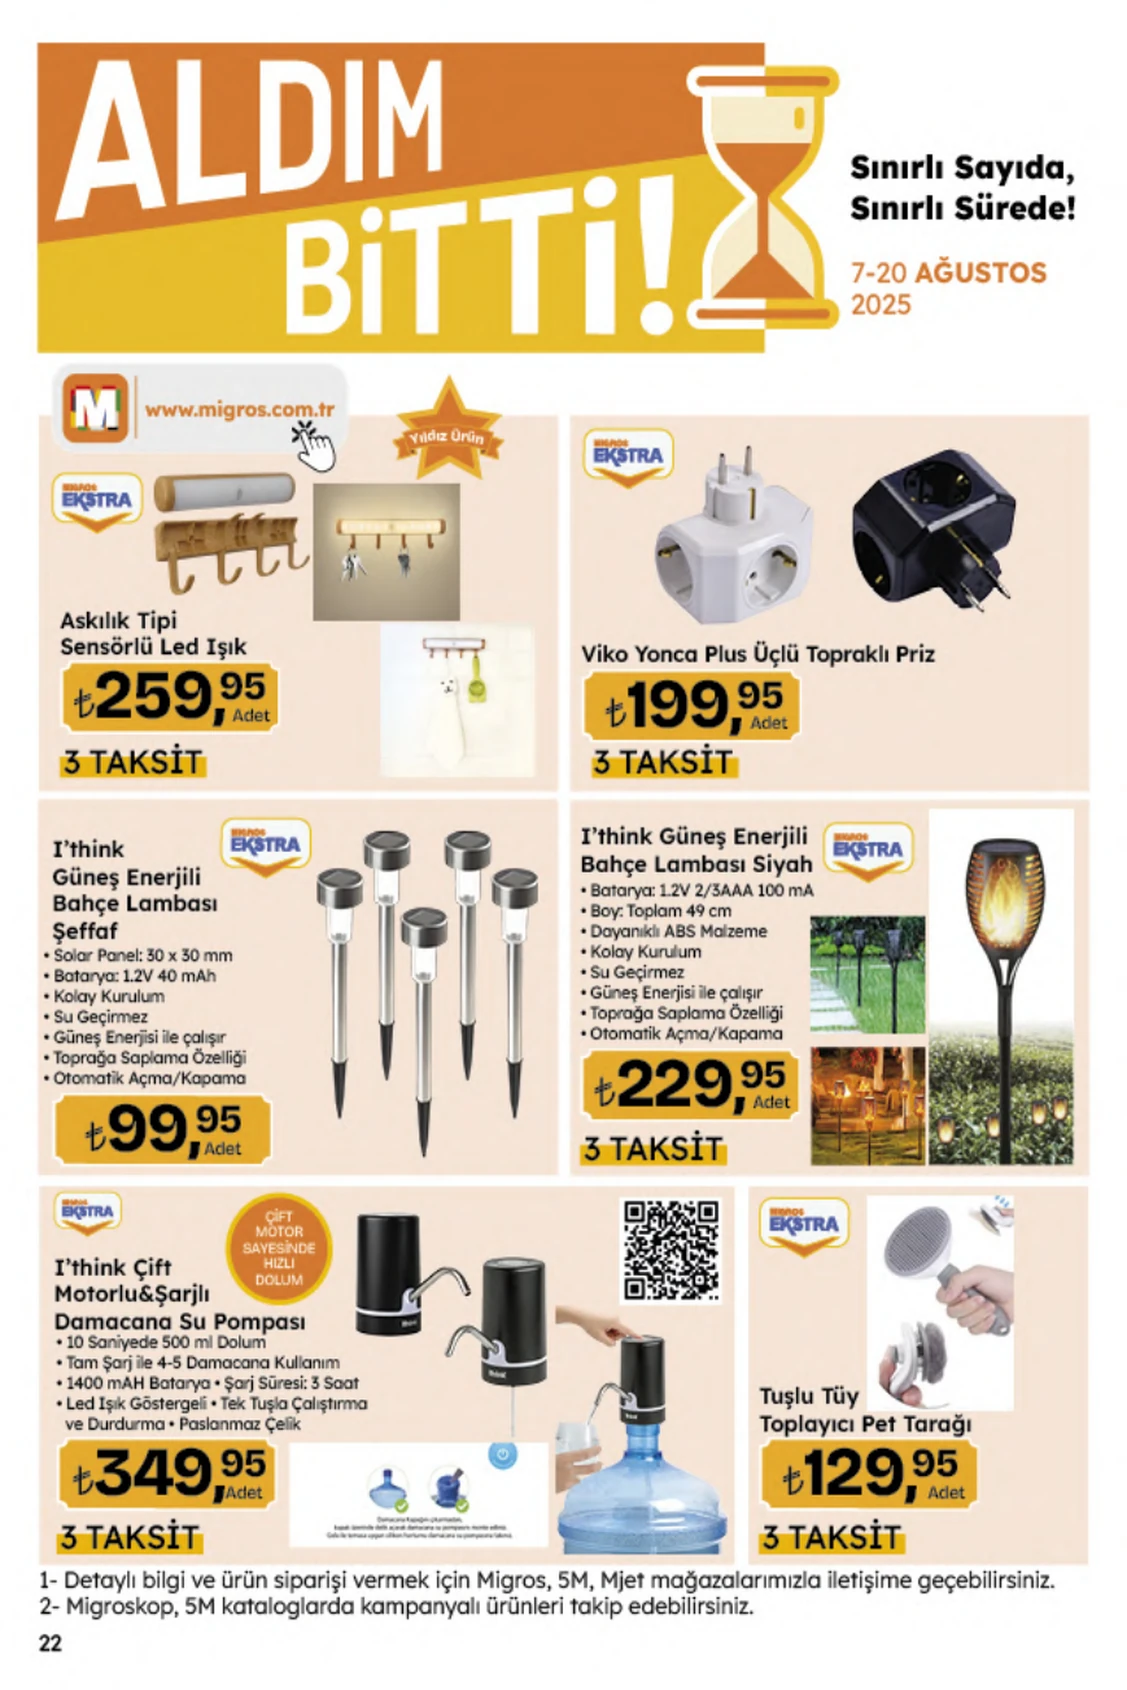 ALDIM
BİTTİ!
Sınırlı Sayıda,
Sınırlı Sürede!
7-20 AĞUSTOS
2025
M
www.migros.com.tr
Yıldız Ürün
MIGROS
EKSTRA
Askılık Tipi
Sensörlü Led Işık
₺259,95
Adet
3 TAKSİT
MIGROS
EKSTRA
Viko Yonca Plus Üçlü Topraklı Priz
₺199,95
Adet
3 TAKSİT
I'think
Güneş Enerjili
Bahçe Lambası
Şeffaf
MIGROS
EKSTRA
• Solar Panel: 30 x 30 mm
• Batarya: 1.2V 40 mAh
• Kolay Kurulum
• Su Geçirmez
• Güneş Enerjisi ile çalışır
• Toprağa Saplama Özelliği
• Otomatik Açma/Kapama
₺99,95
Adet
I'think Güneş Enerjili
Bahçe Lambası Siyah
MIGROS
EKSTRA
• Batarya: 1.2V 2/3AAA 100 mA
• Boy: Toplam 49 cm
• Dayanıklı ABS Malzeme
• Kolay Kurulum
• Su Geçirmez
• Güneş Enerjisi ile çalışır
• Toprağa Saplama Özelliği
• Otomatik Açma/Kapama
₺229,95
Adet
3 TAKSİT
MIGROS
EKSTRA
ÇİFT
MOTOR
SAYESİNDE
HIZLI
DOLUM
I'think Çift
Motorlu&Şarjlı
Damacana Su Pompası
• 10 Saniyede 500 ml Dolum
• Tam Şarj ile 4-5 Damacana Kullanım
• 1400 mAH Batarya • Şarj Süresi: 3 Saat
• Led Işık Göstergeli • Tek Tuşla Çalıştırma
ve Durdurma • Paslanmaz Çelik
₺349,95
Adet
3 TAKSİT
MIGROS
EKSTRA
Tuşlu Tüy
Toplayıcı Pet Tarağı
₺129,95
Adet
3 TAKSİT
1- Detaylı bilgi ve ürün siparişi vermek için Migros, 5M, Mjet mağazalarımızla iletişime geçebilirsiniz.
2- Migroskop, 5M kataloglarda kampanyalı ürünleri takip edebilirsiniz.
22